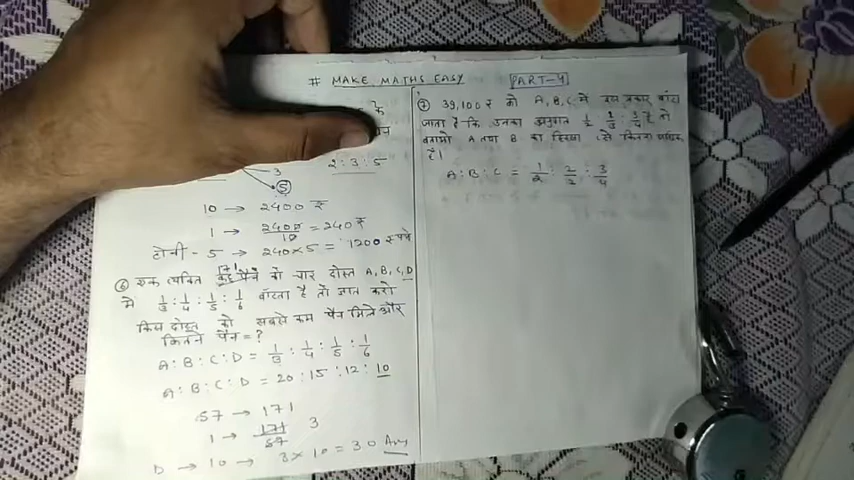 # MAKE MATHS EASY PART-4
के
2 : 3 : 5
3
5
10 → 2400 ₹
1 → 2400/10 = 240 ₹
टोनी - 5 → 240×5 = 1200 रुपये
⑥ एक व्यक्ति 171 पैन को चार दोस्त A, B, C, D
में 1/3 : 1/4 : 1/5 : 1/6 बाँटता है तो ज्ञात करो
किस दोस्त को सबसे कम पैन मिले और
कितने पैन = ?
A : B : C : D = 1/3 : 1/4 : 1/5 : 1/6
A : B : C : D = 20 : 15 : 12 : 10
57 → 171
1 → 171/57 3
D → 10 → 3 × 10 = 30 Ans
⑦ 39,100 ₹ को A, B, C में इस प्रकार बांटा
जाता है कि उनका अनुपात 1/2 : 2/3 : 3/4 है तो
बताओ A तथा B का हिस्सा C से कितना अधिक
है।
A : B : C = 1/2 : 2/3 : 3/4